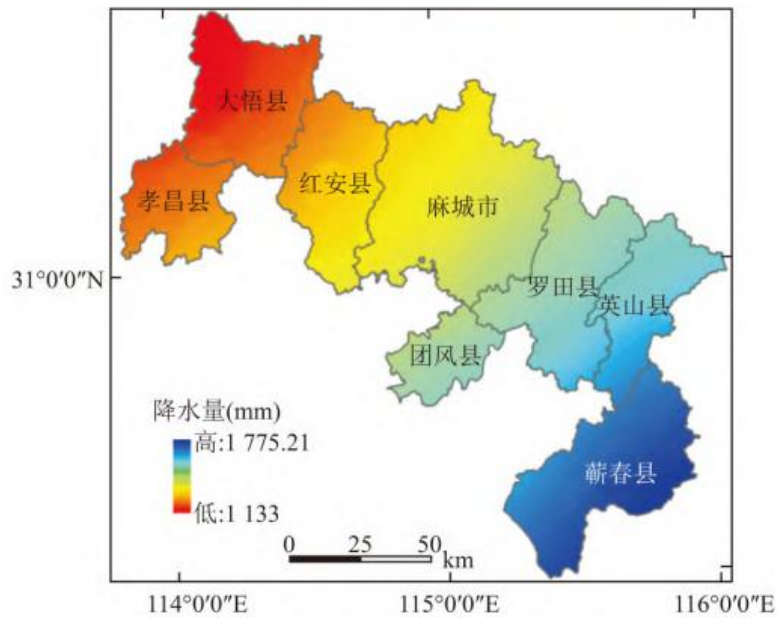 大悟县
孝昌县
红安县
麻城市
31°0′0″N
罗田县
英山县
团风县
降水量(mm)
高:1 775.21
低:1 133
蕲春县
0 25 50
km
114°0′0″E 115°0′0″E 116°0′0″E